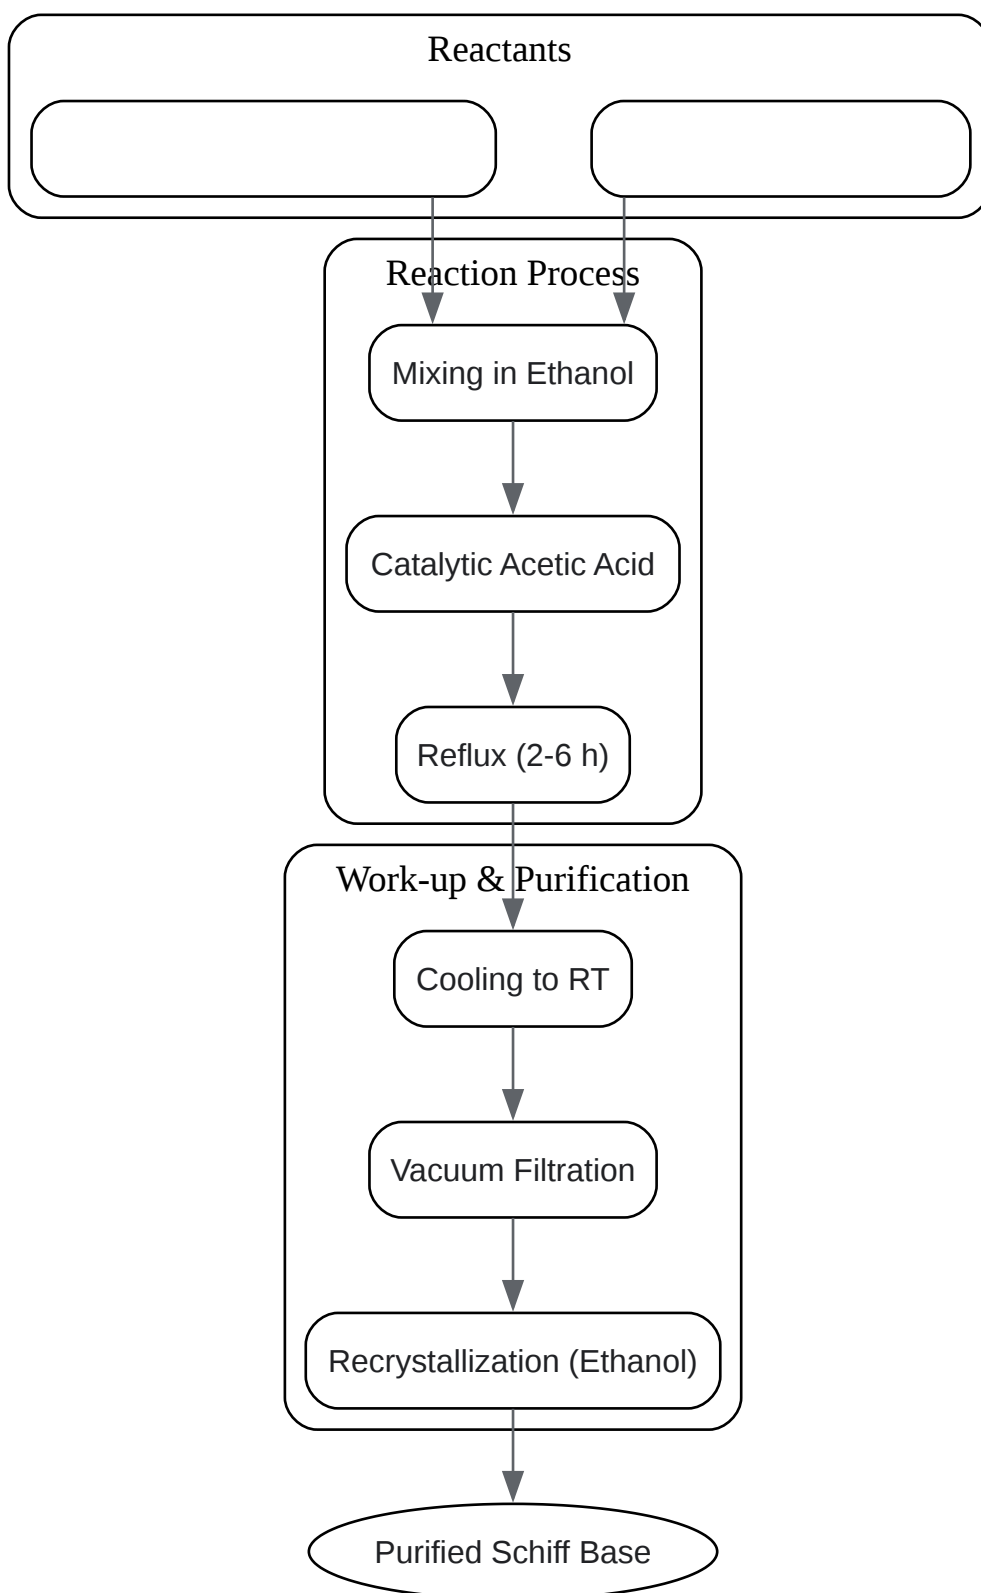 Reactants
Reaction Process
Mixing in Ethanol
Catalytic Acetic Acid
Reflux (2-6 h)
Work-up & Purification
Cooling to RT
Vacuum Filtration
Recrystallization (Ethanol)
Purified Schiff Base